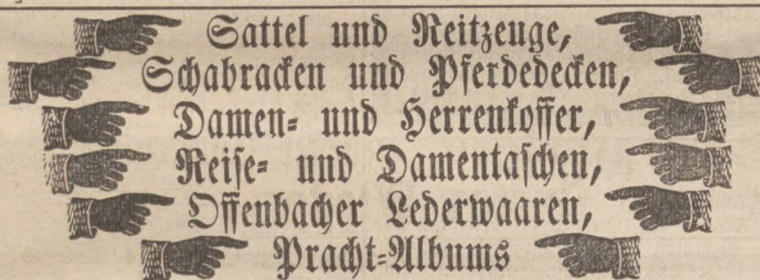 Sattel und Reitzeuge,
Schabracken und Pferdedecken,
Damen- und Herrenkoffer,
Reise- und Damentaschen,
Offenbacher Lederwaaren,
Pracht-Albums